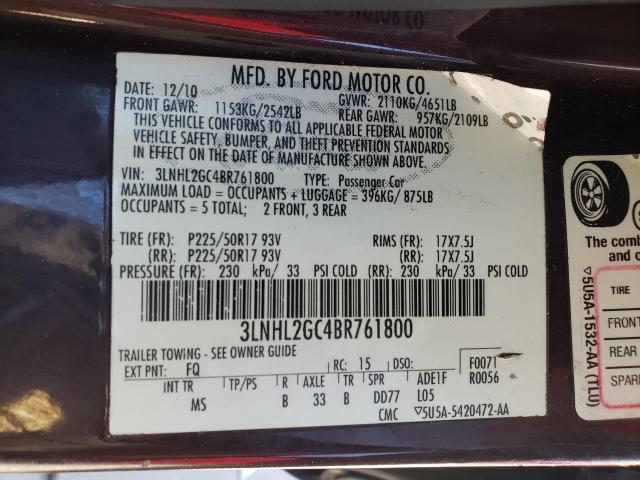 MFD. BY FORD MOTOR CO.
DATE: 12/10
GVWR: 2110KG/4651LB
FRONT GAWR: 1153KG/2542LB
REAR GAWR: 957KG/2109LB
THIS VEHICLE CONFORMS TO ALL APPLICABLE FEDERAL MOTOR
VEHICLE SAFETY, BUMPER, AND THEFT PREVENTION STANDARDS
IN EFFECT ON THE DATE OF MANUFACTURE SHOWN ABOVE.
VIN: 3LNHL2GC4BR761800 TYPE: Passenger Car
MAXIMUM LOAD = OCCUPANTS + LUGGAGE = 396KG/ 875LB
OCCUPANTS = 5 TOTAL; 2 FRONT, 3 REAR
TIRE (FR): P225/50R17 93V RIMS (FR): 17X7.5J
(RR): P225/50R17 93V (RR): 17X7.5J
PRESSURE (FR): 230 kPa/ 33 PSI COLD (RR): 230 kPa/ 33 PSI COLD
3LNHL2GC4BR761800
TRAILER TOWING - SEE OWNER GUIDE
EXT PNT: FQ RC: 15 DSO: F0071
R0056
INT TR TP/PS R AXLE TR SPR ADE1F
MS B 33 B DD77 L05
CMC ▽5U5A-5420472-AA
The comb
TIRE
FRO
REA
SPAR
▽5U5A-1532-AA (TLU)